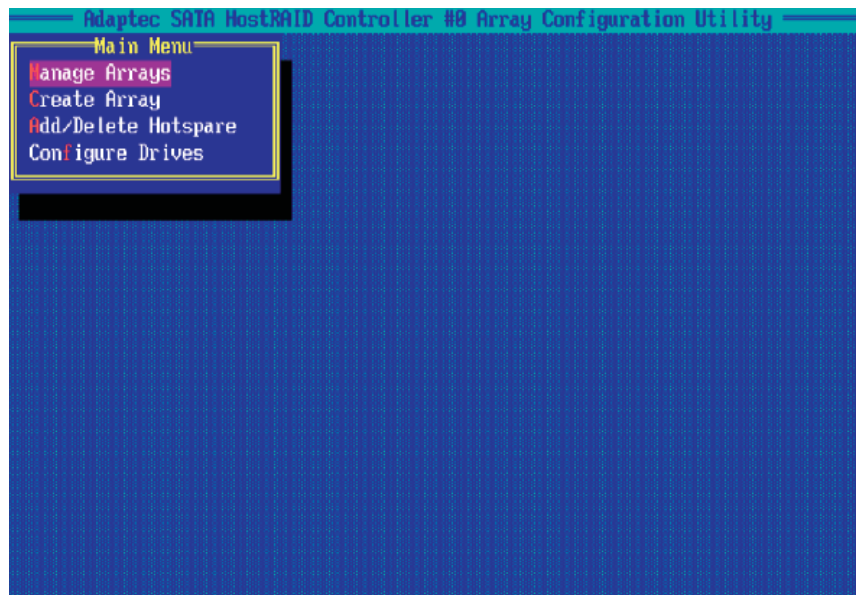 Adaptec SATA HostRAID Controller #0 Array Configuration Utility
Main Menu
Manage Arrays
Create Array
Add/Delete Hotspare
Configure Drives